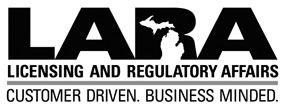 LARA
LICENSING AND REGULATORY AFFAIRS
CUSTOMER DRIVEN. BUSINESS MINDED.